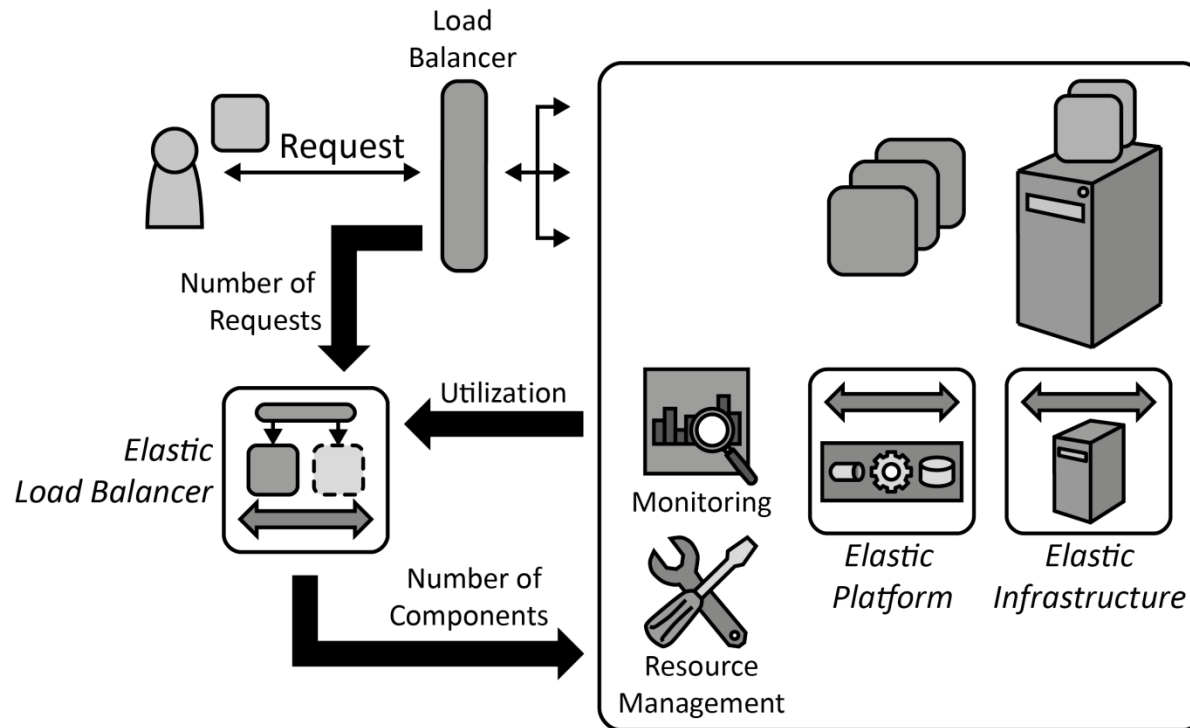 Load
Balancer
Request
Number of
Requests
Utilization
Elastic
Load Balancer
Number of
Components
Monitoring
Resource
Management
Elastic
Platform
Elastic
Infrastructure